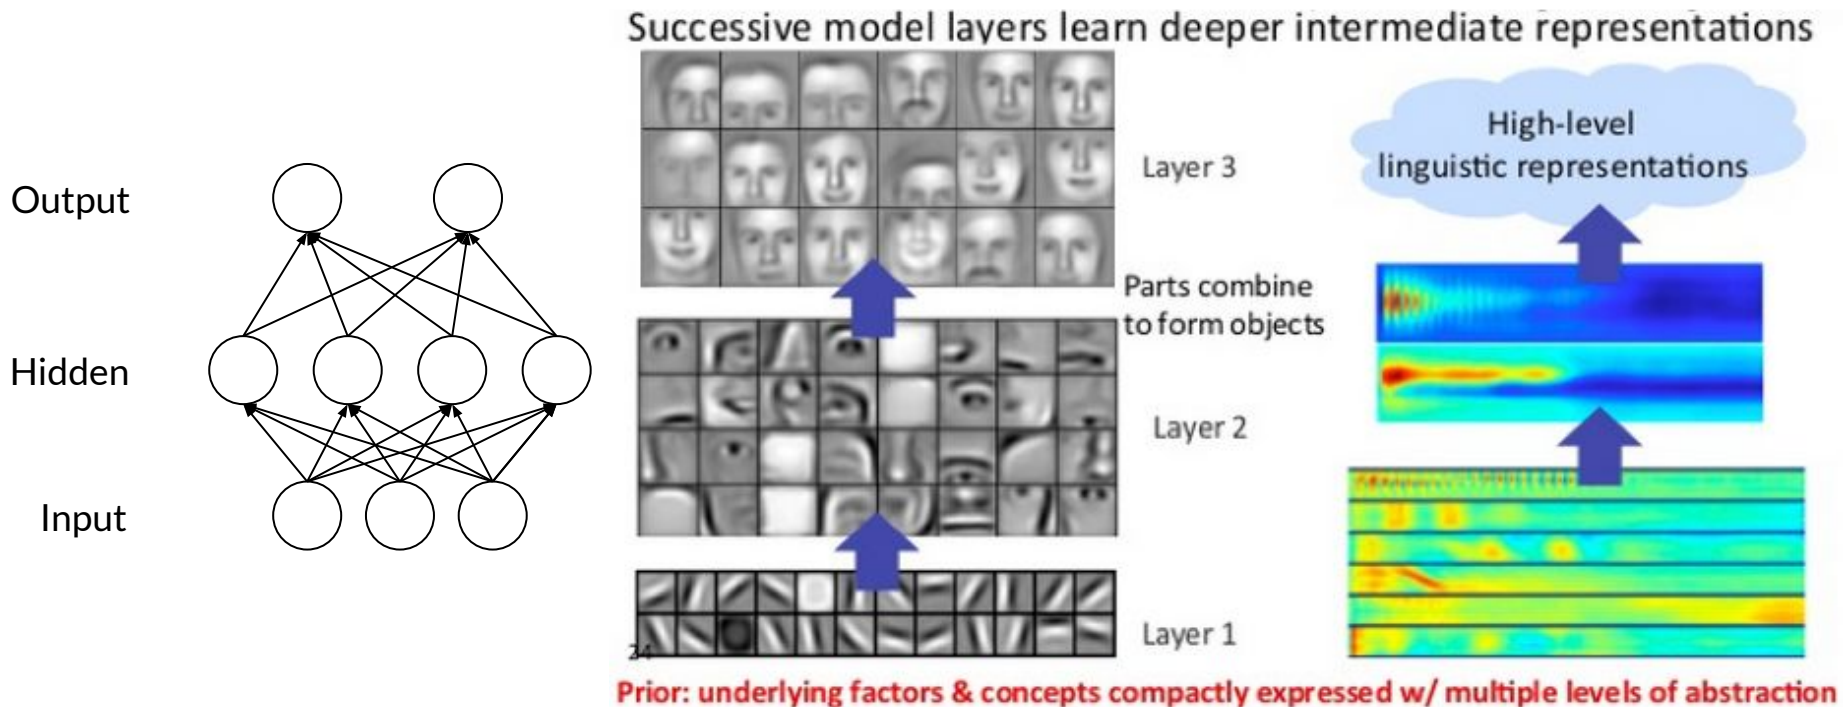 Output
Hidden
Input
Successive model layers learn deeper intermediate representations
Layer 3
Parts combine
to form objects
Layer 2
Layer 1
24
High-level
linguistic representations
Prior: underlying factors & concepts compactly expressed w/ multiple levels of abstraction